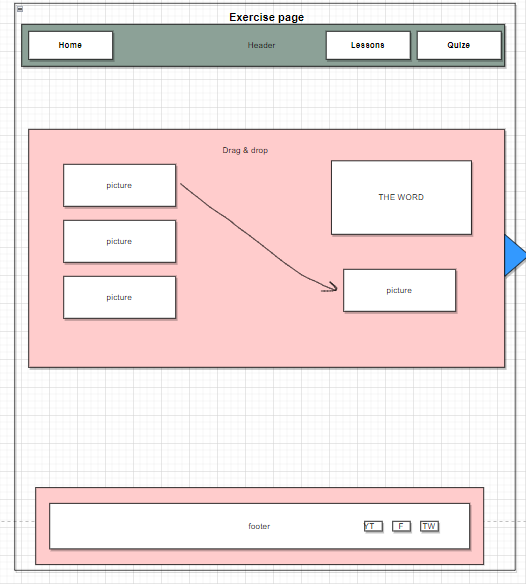 Exercise page
Home
Header
Lessons
Quize
Drag & drop
picture
THE WORD
picture
picture
picture
footer
YT
F
TW